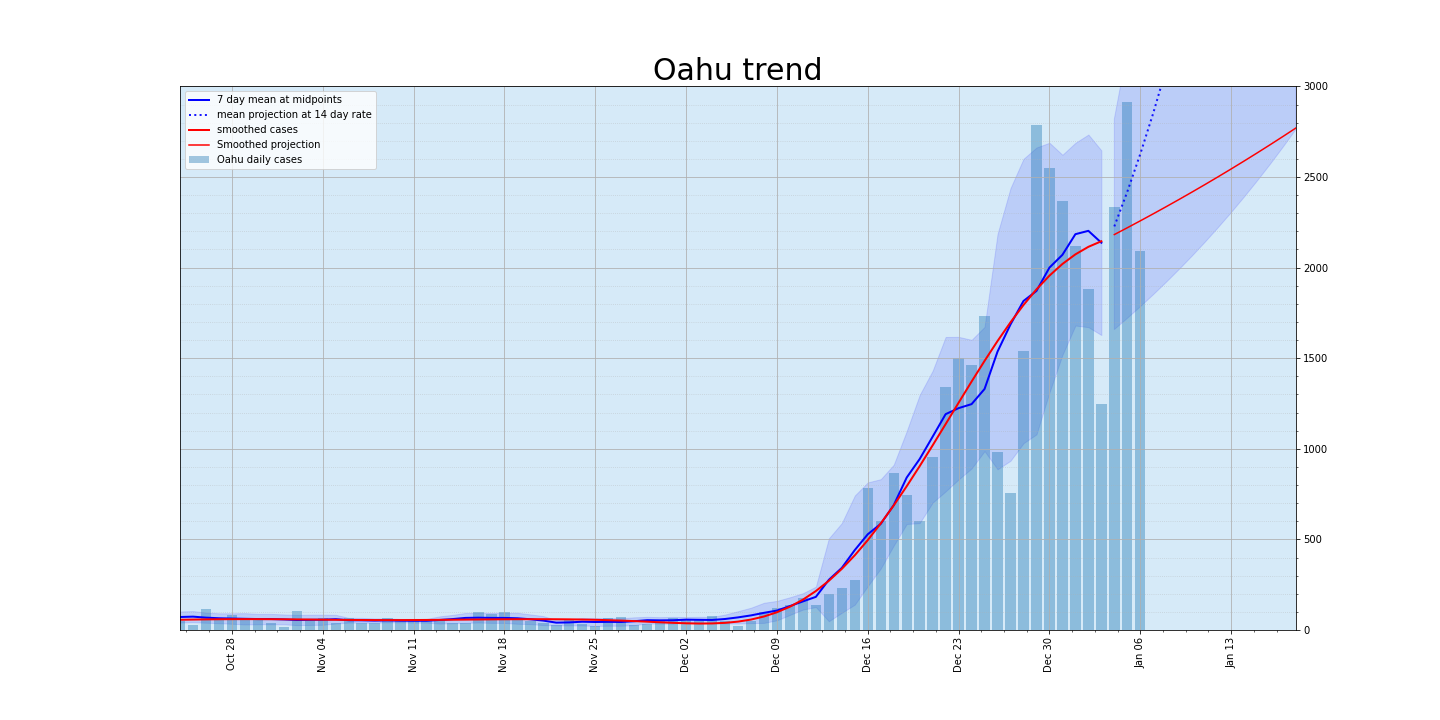 Oahu trend
7 day mean at midpoints
mean projection at 14 day rate
smoothed cases
Smoothed projection
Oahu daily cases
3000
2500
2000
1500
1000
500
0
Oct 28
Nov 04
Nov 11
Nov 18
Nov 25
Dec 02
Dec 09
Dec 16
Dec 23
Dec 30
Jan 06
Jan 13